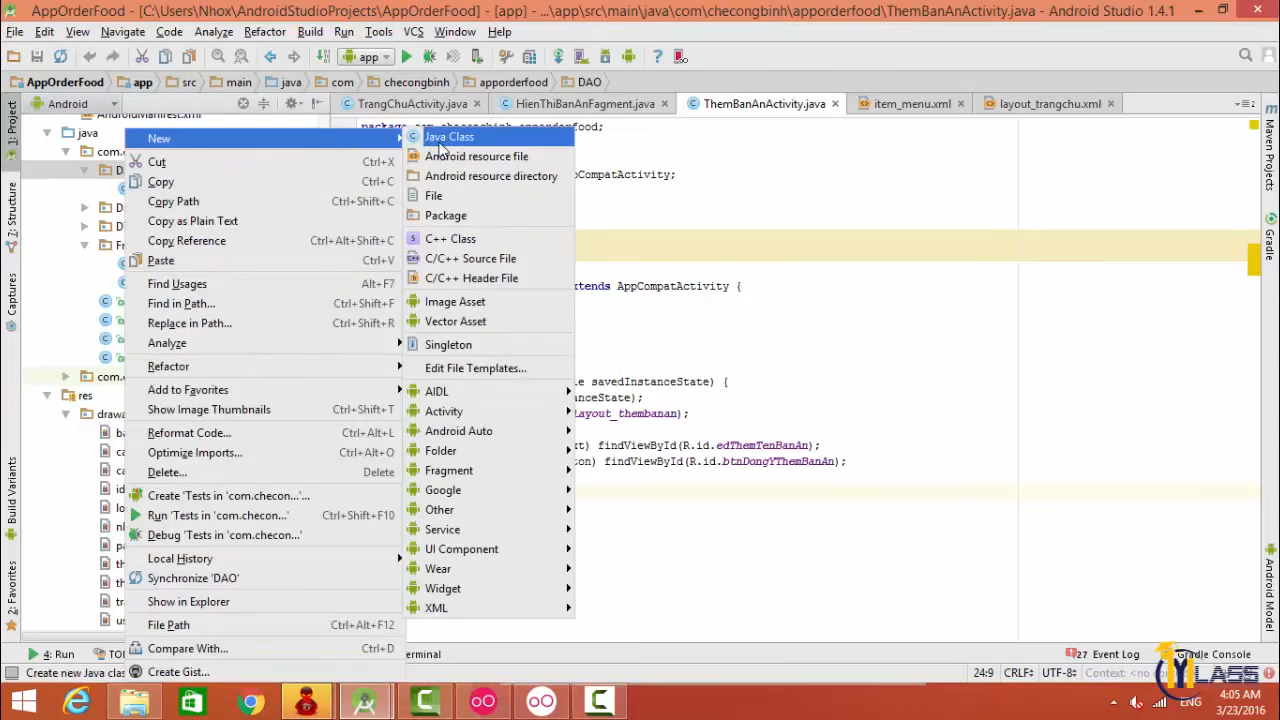 AppOrderFood - [C:\Users\Nhox\AndroidStudioProjects\AppOrderFood] - [app] - ...\app\src\main\java\com\checongbinh\apporderfood\ThemBanAnActivity.java - Android Studio 1.4.1
File Edit View Navigate Code Analyze Refactor Build Run Tools VCS Window Help
app
AppOrderFood app src main java com checongbinh apporderfood DAO
Android TrangChuActivity.java HienThiBanAnFagment.java ThemBanAnActivity.java item_menu.xml layout_trangchu.xml
1: Project
7: Structure
Captures
Build Variants
2: Favorites
AndroidManifest.xml
java
res
New
Cut Ctrl+X
Copy Ctrl+C
Copy Path Ctrl+Shift+C
Copy as Plain Text
Copy Reference Ctrl+Alt+Shift+C
Paste Ctrl+V
Find Usages Alt+F7
Find in Path... Ctrl+Shift+F
Replace in Path... Ctrl+Shift+R
Analyze
Refactor
Add to Favorites
Show Image Thumbnails Ctrl+Shift+T
Reformat Code... Ctrl+Alt+L
Optimize Imports... Ctrl+Alt+O
Delete... Delete
Create 'Tests in 'com.checon...'...
Run 'Tests in 'com.checon...' Ctrl+Shift+F10
Debug 'Tests in 'com.checon...'
Local History
Synchronize 'DAO'
Show in Explorer
File Path Ctrl+Alt+F12
Compare With... Ctrl+D
Create Gist...
Java Class
Android resource file
Android resource directory
File
Package
C++ Class
C/C++ Source File
C/C++ Header File
Image Asset
Vector Asset
Singleton
Edit File Templates...
AIDL
Activity
Android Auto
Folder
Fragment
Google
Other
Service
UI Component
Wear
Widget
XML
apporderfood;
AppCompatActivity {
savedInstanceState) {
layout_thembanan);
findViewById(R.id.edThemTenBanAn);
findViewById(R.id.btnDongYThemBanAn);
Maven
Gradle
Android Model
4: Run 27 Event Log Gradle Console
Create new Java class 24:9 CRLF UTF-8 Context:
YLASS
ENG
4:05 AM
3/23/2016